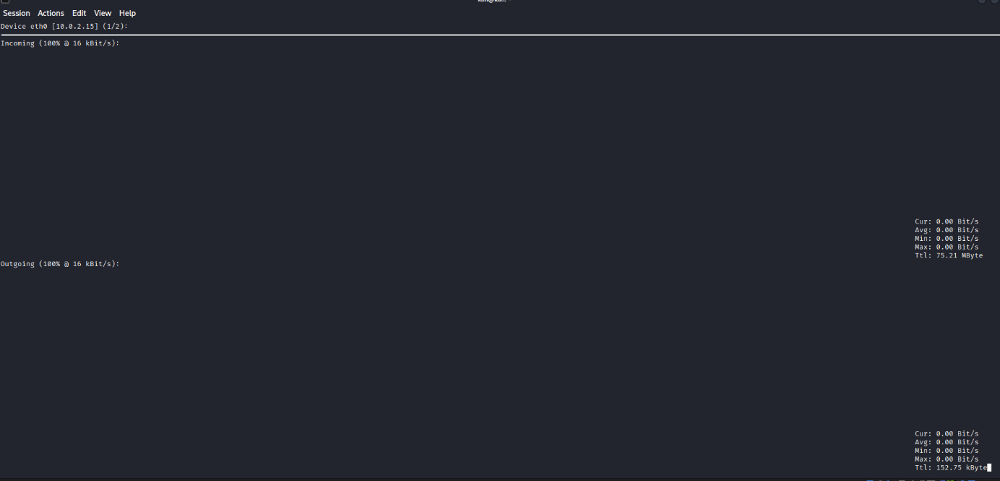 Session Actions Edit View Help
Device eth0 [10.0.2.15] (1/2):
Incoming (100% @ 16 kBit/s):
Cur: 0.00 Bit/s
Avg: 0.00 Bit/s
Min: 0.00 Bit/s
Max: 0.00 Bit/s
Ttl: 75.21 MByte
Outgoing (100% @ 16 kBit/s):
Cur: 0.00 Bit/s
Avg: 0.00 Bit/s
Min: 0.00 Bit/s
Max: 0.00 Bit/s
Ttl: 152.75 kByte